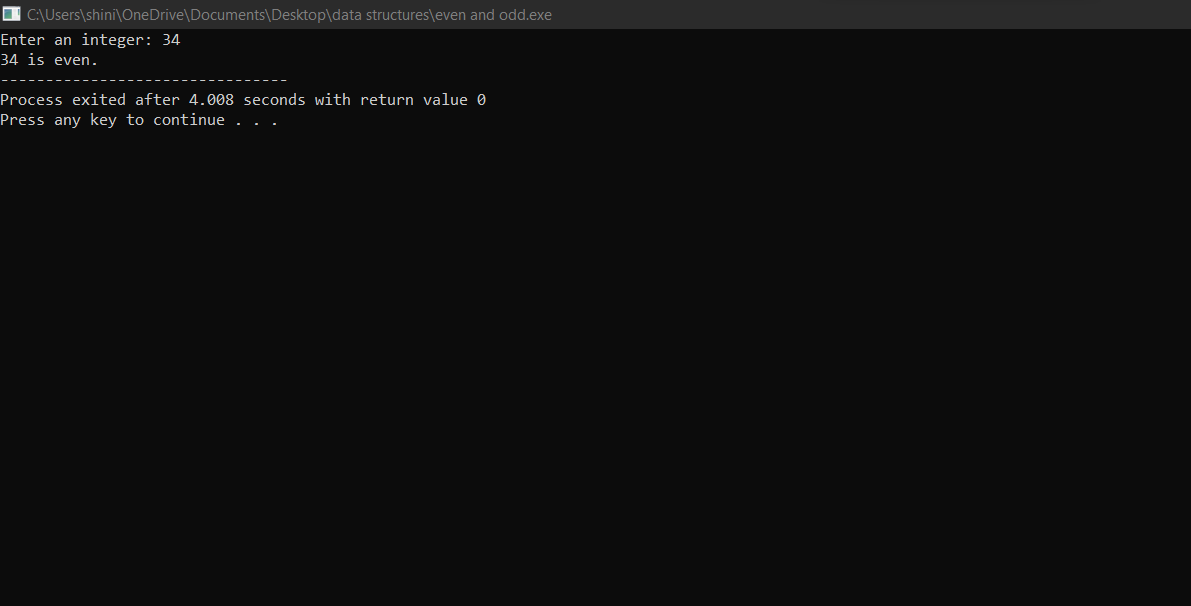 C:\Users\shini\OneDrive\Documents\Desktop\data structures\even and odd.exe
Enter an integer: 34
34 is even.
--------------------------------
Process exited after 4.008 seconds with return value 0
Press any key to continue . . .